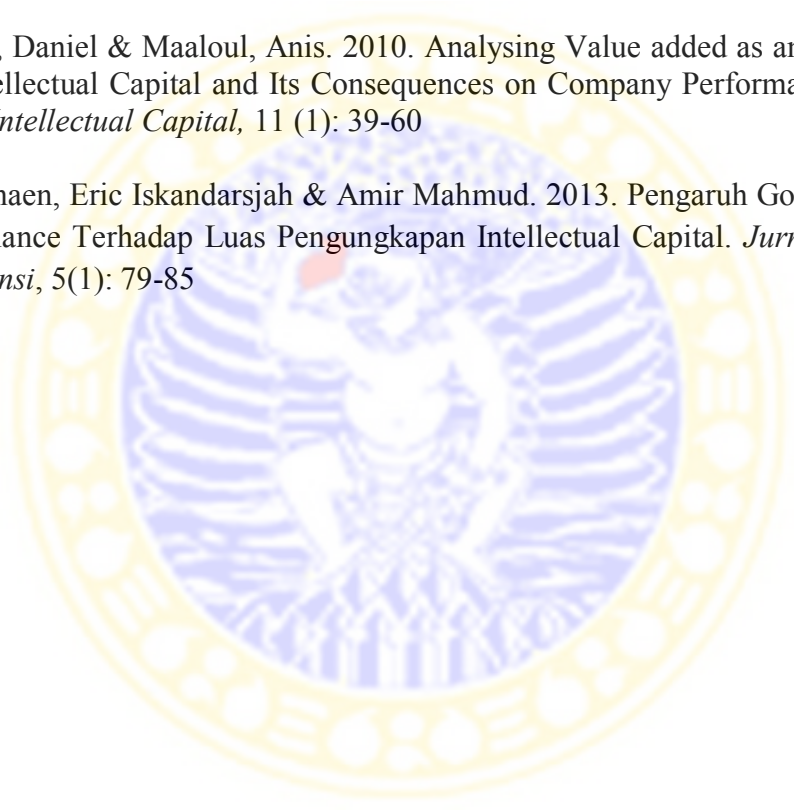 , Daniel & Maaloul, Anis. 2010. Analysing Value added as an
ellectual Capital and Its Consequences on Company Performa
Intellectual Capital, 11 (1): 39-60
naen, Eric Iskandarsjah & Amir Mahmud. 2013. Pengaruh Go
nance Terhadap Luas Pengungkapan Intellectual Capital. Jurn
nsi, 5(1): 79-85